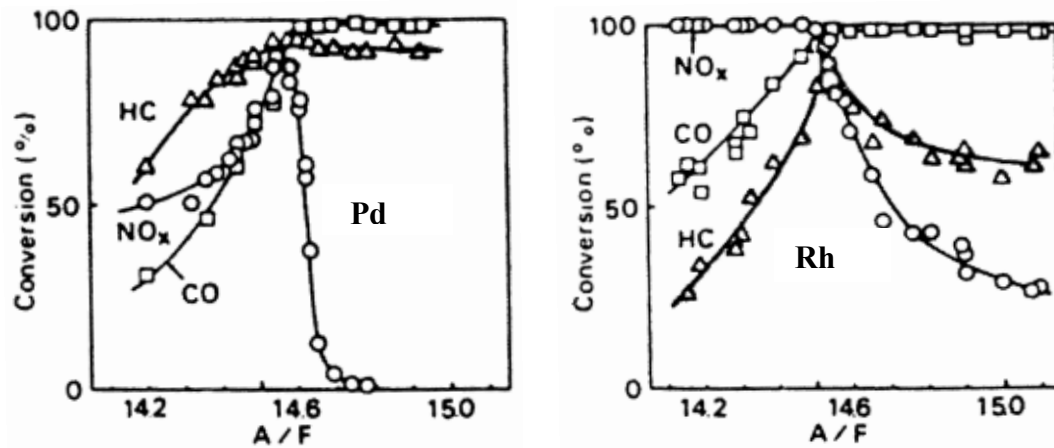 Conversion (%)
100
50
0
HC
NOx
CO
Pd
14.2
14.6
15.0
A/F
Conversion (%)
100
50
0
NOx
CO
HC
Rh
14.2
14.6
15.0
A/F